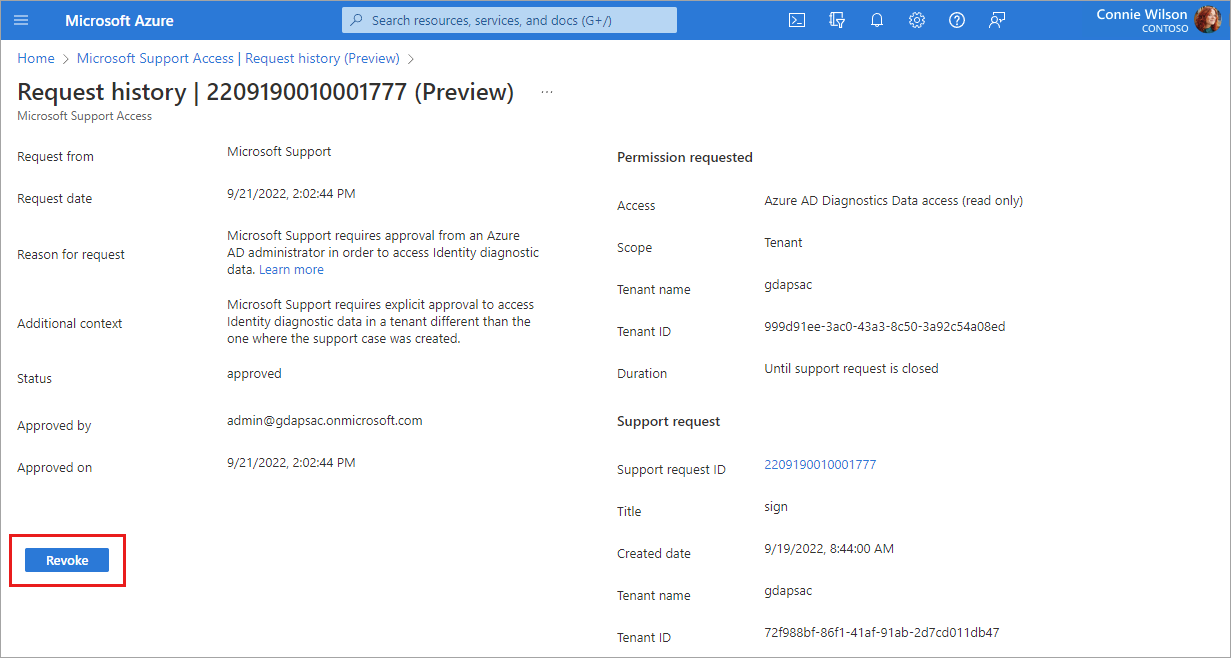 Microsoft Azure
Search resources, services, and docs (G+/)
Connie Wilson
CONTOSO
Home > Microsoft Support Access | Request history (Preview) >
Request history | 2209190010001777 (Preview) ...
Microsoft Support Access
Request from
Microsoft Support
Request date
9/21/2022, 2:02:44 PM
Reason for request
Microsoft Support requires approval from an Azure
AD administrator in order to access Identity diagnostic
data. Learn more
Additional context
Microsoft Support requires explicit approval to access
Identity diagnostic data in a tenant different than the
one where the support case was created.
Status
approved
Approved by
admin@gdapsac.onmicrosoft.com
Approved on
9/21/2022, 2:02:44 PM
Revoke
Permission requested
Access
Azure AD Diagnostics Data access (read only)
Scope
Tenant
Tenant name
gdapsac
Tenant ID
999d91ee-3ac0-43a3-8c50-3a92c54a08ed
Duration
Until support request is closed
Support request
Support request ID
2209190010001777
Title
sign
Created date
9/19/2022, 8:44:00 AM
Tenant name
gdapsac
Tenant ID
72f988bf-86f1-41af-91ab-2d7cd011db47